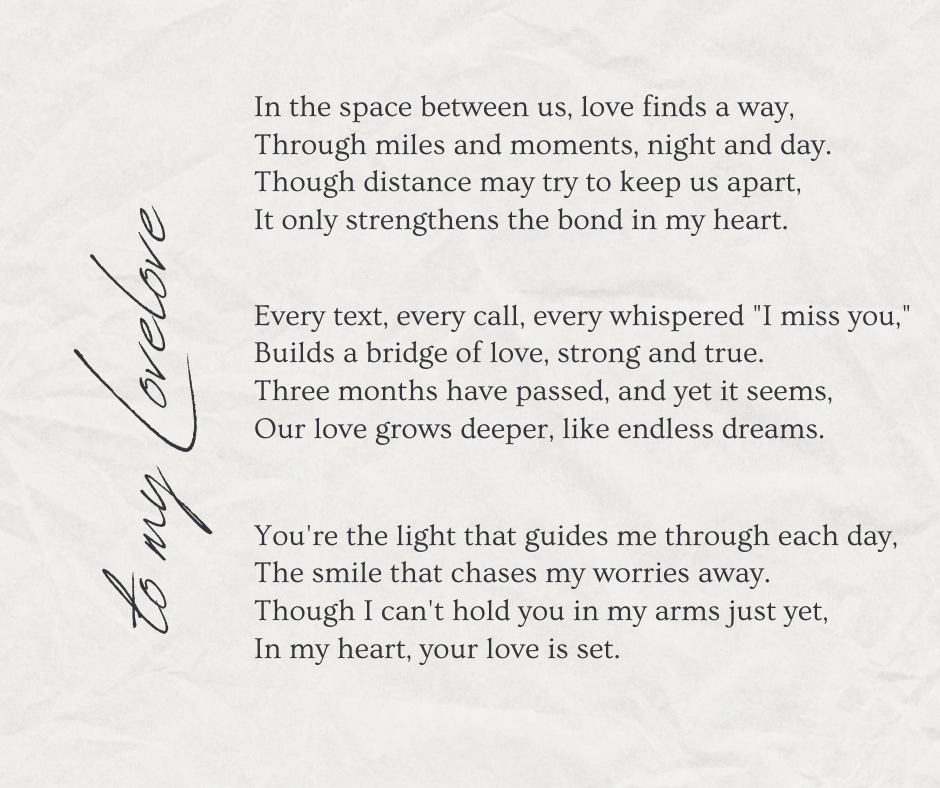 to my Lovelove
In the space between us, love finds a way,
Through miles and moments, night and day.
Though distance may try to keep us apart,
It only strengthens the bond in my heart.
Every text, every call, every whispered "I miss you,"
Builds a bridge of love, strong and true.
Three months have passed, and yet it seems,
Our love grows deeper, like endless dreams.
You're the light that guides me through each day,
The smile that chases my worries away.
Though I can't hold you in my arms just yet,
In my heart, your love is set.